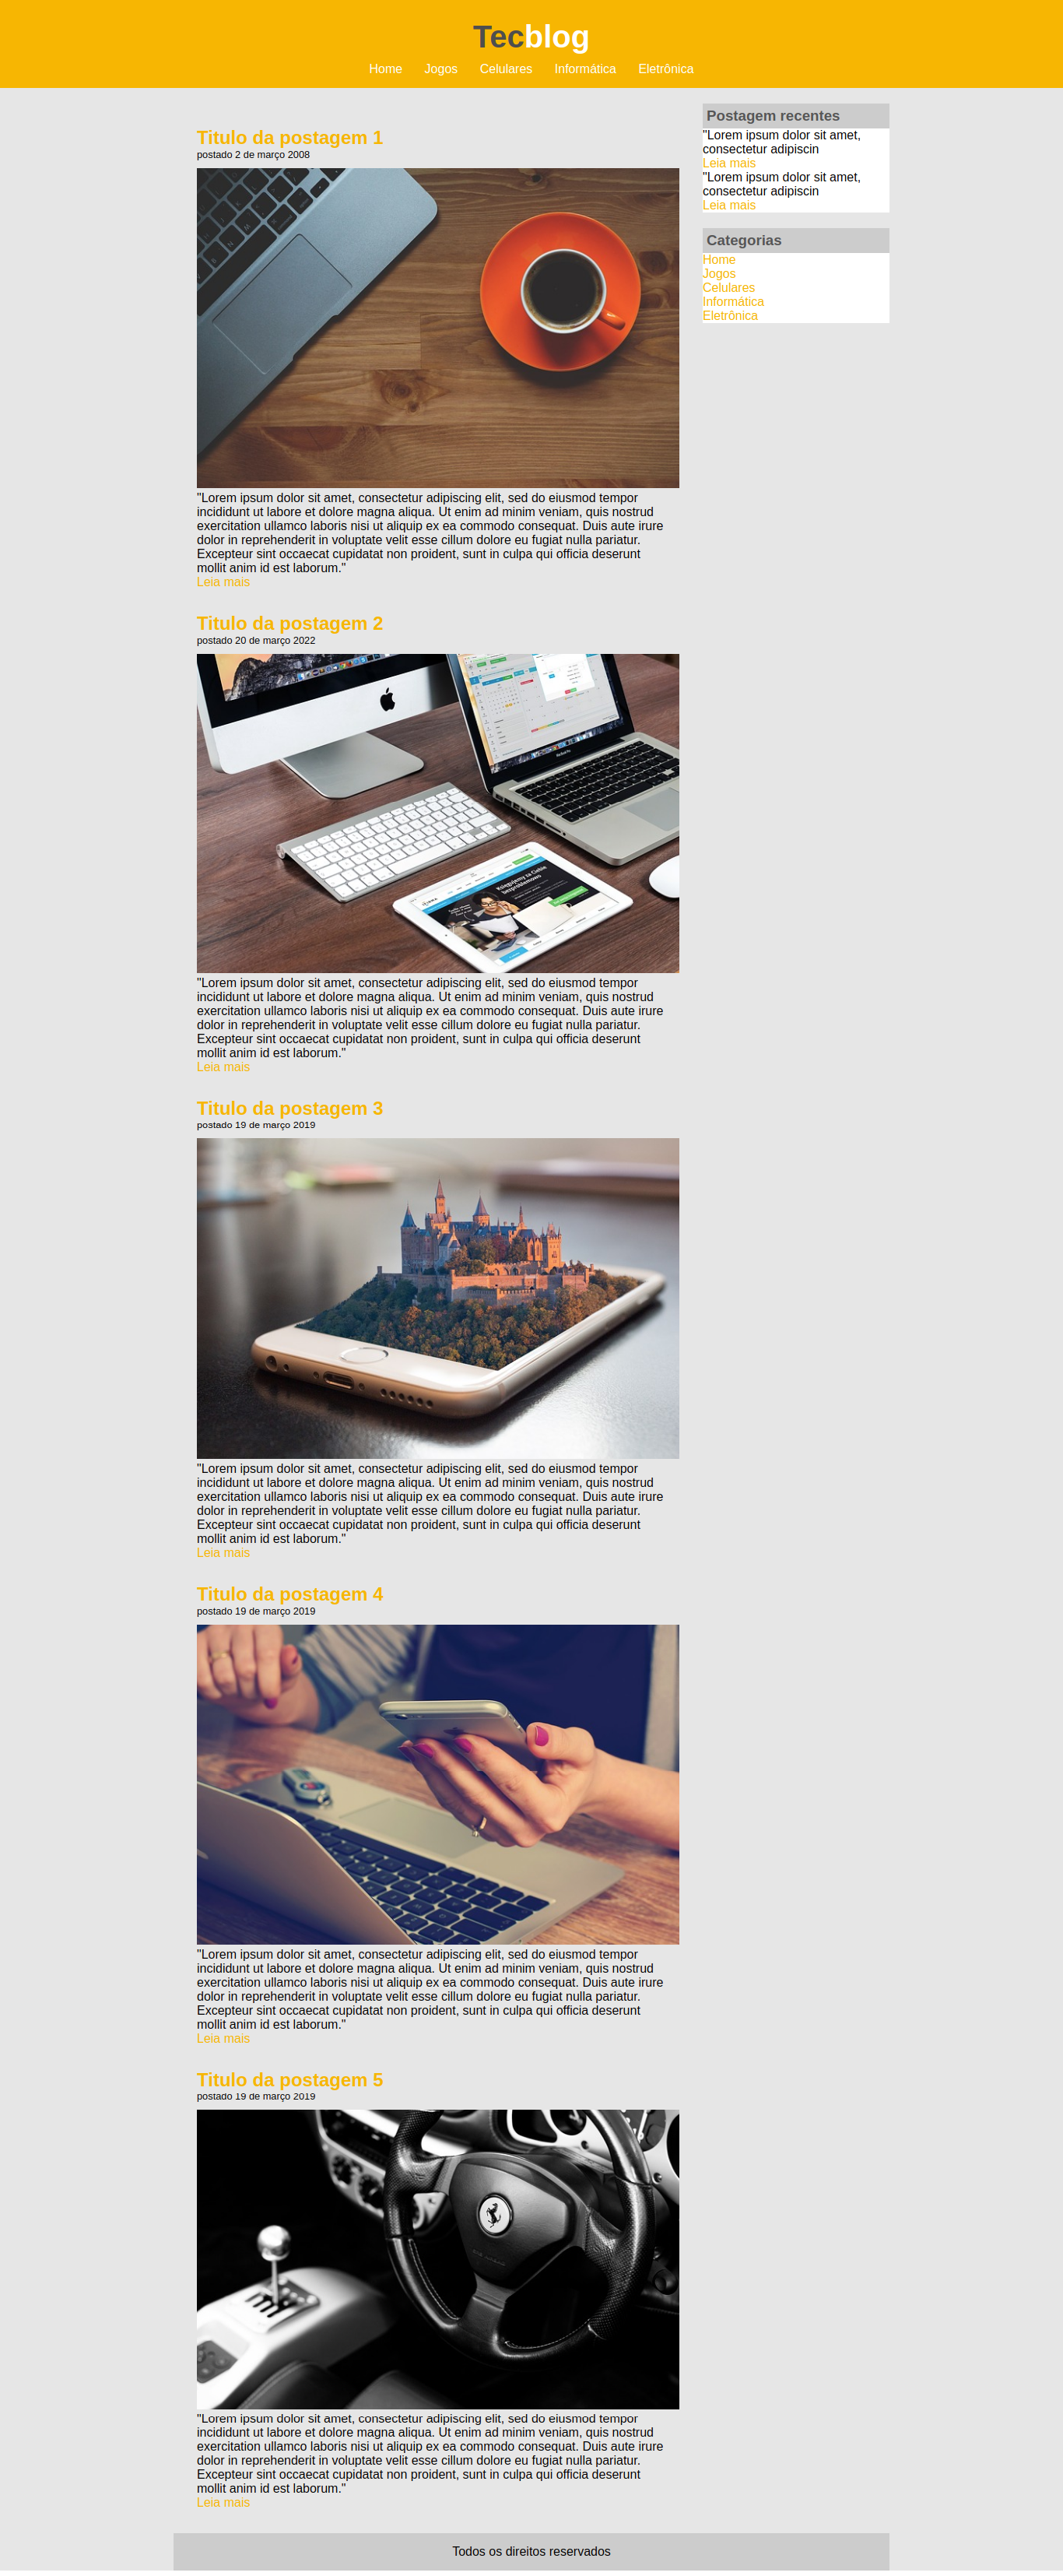 Tecblog
Home Jogos Celulares Informática Eletrônica
Titulo da postagem 1
postado 2 de março 2008
"Lorem ipsum dolor sit amet, consectetur adipiscing elit, sed do eiusmod tempor
incididunt ut labore et dolore magna aliqua. Ut enim ad minim veniam, quis nostrud
exercitation ullamco laboris nisi ut aliquip ex ea commodo consequat. Duis aute irure
dolor in reprehenderit in voluptate velit esse cillum dolore eu fugiat nulla pariatur.
Excepteur sint occaecat cupidatat non proident, sunt in culpa qui officia deserunt
mollit anim id est laborum."
Leia mais
Titulo da postagem 2
postado 20 de março 2022
"Lorem ipsum dolor sit amet, consectetur adipiscing elit, sed do eiusmod tempor
incididunt ut labore et dolore magna aliqua. Ut enim ad minim veniam, quis nostrud
exercitation ullamco laboris nisi ut aliquip ex ea commodo consequat. Duis aute irure
dolor in reprehenderit in voluptate velit esse cillum dolore eu fugiat nulla pariatur.
Excepteur sint occaecat cupidatat non proident, sunt in culpa qui officia deserunt
mollit anim id est laborum."
Leia mais
Titulo da postagem 3
postado 19 de março 2019
"Lorem ipsum dolor sit amet, consectetur adipiscing elit, sed do eiusmod tempor
incididunt ut labore et dolore magna aliqua. Ut enim ad minim veniam, quis nostrud
exercitation ullamco laboris nisi ut aliquip ex ea commodo consequat. Duis aute irure
dolor in reprehenderit in voluptate velit esse cillum dolore eu fugiat nulla pariatur.
Excepteur sint occaecat cupidatat non proident, sunt in culpa qui officia deserunt
mollit anim id est laborum."
Leia mais
Titulo da postagem 4
postado 19 de março 2019
"Lorem ipsum dolor sit amet, consectetur adipiscing elit, sed do eiusmod tempor
incididunt ut labore et dolore magna aliqua. Ut enim ad minim veniam, quis nostrud
exercitation ullamco laboris nisi ut aliquip ex ea commodo consequat. Duis aute irure
dolor in reprehenderit in voluptate velit esse cillum dolore eu fugiat nulla pariatur.
Excepteur sint occaecat cupidatat non proident, sunt in culpa qui officia deserunt
mollit anim id est laborum."
Leia mais
Titulo da postagem 5
postado 19 de março 2019
"Lorem ipsum dolor sit amet, consectetur adipiscing elit, sed do eiusmod tempor
incididunt ut labore et dolore magna aliqua. Ut enim ad minim veniam, quis nostrud
exercitation ullamco laboris nisi ut aliquip ex ea commodo consequat. Duis aute irure
dolor in reprehenderit in voluptate velit esse cillum dolore eu fugiat nulla pariatur.
Excepteur sint occaecat cupidatat non proident, sunt in culpa qui officia deserunt
mollit anim id est laborum."
Leia mais
Postagem recentes
"Lorem ipsum dolor sit amet,
consectetur adipiscin
Leia mais
"Lorem ipsum dolor sit amet,
consectetur adipiscin
Leia mais
Categorias
Home
Jogos
Celulares
Informática
Eletrônica
Todos os direitos reservados